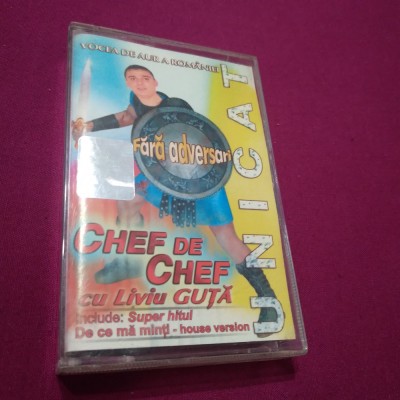 VOCEA DE AUR A ROMÂNIEI
Fără adversari
UNICAT
CHEF DE
CHEF
cu Liviu GUȚĂ
Include: Super hitul
De ce mă minți - house version